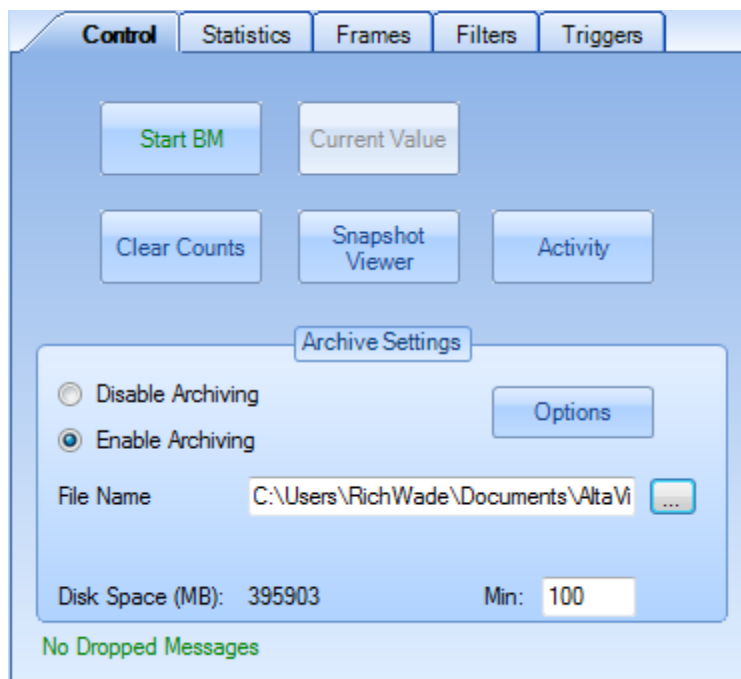 Control Statistics Frames Filters Triggers
Start BM Current Value
Clear Counts Snapshot Viewer Activity
Archive Settings
Disable Archiving
Options
Enable Archiving
File Name C:\Users\RichWade\Documents\AltaVi ...
Disk Space (MB): 395903 Min: 100
No Dropped Messages